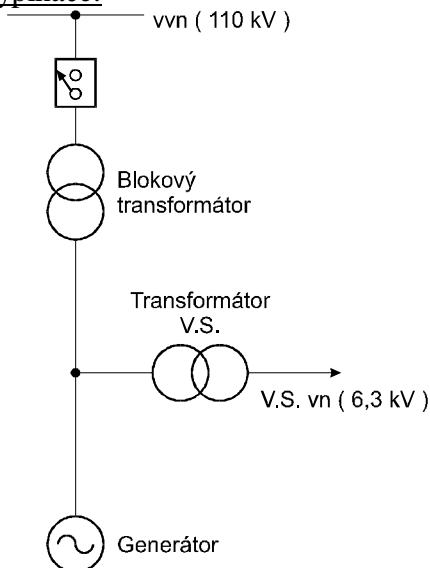 vvn ( 110 kV )
Blokový
transformátor
Transformátor
V.S.
V.S. vn ( 6,3 kV )
Generátor